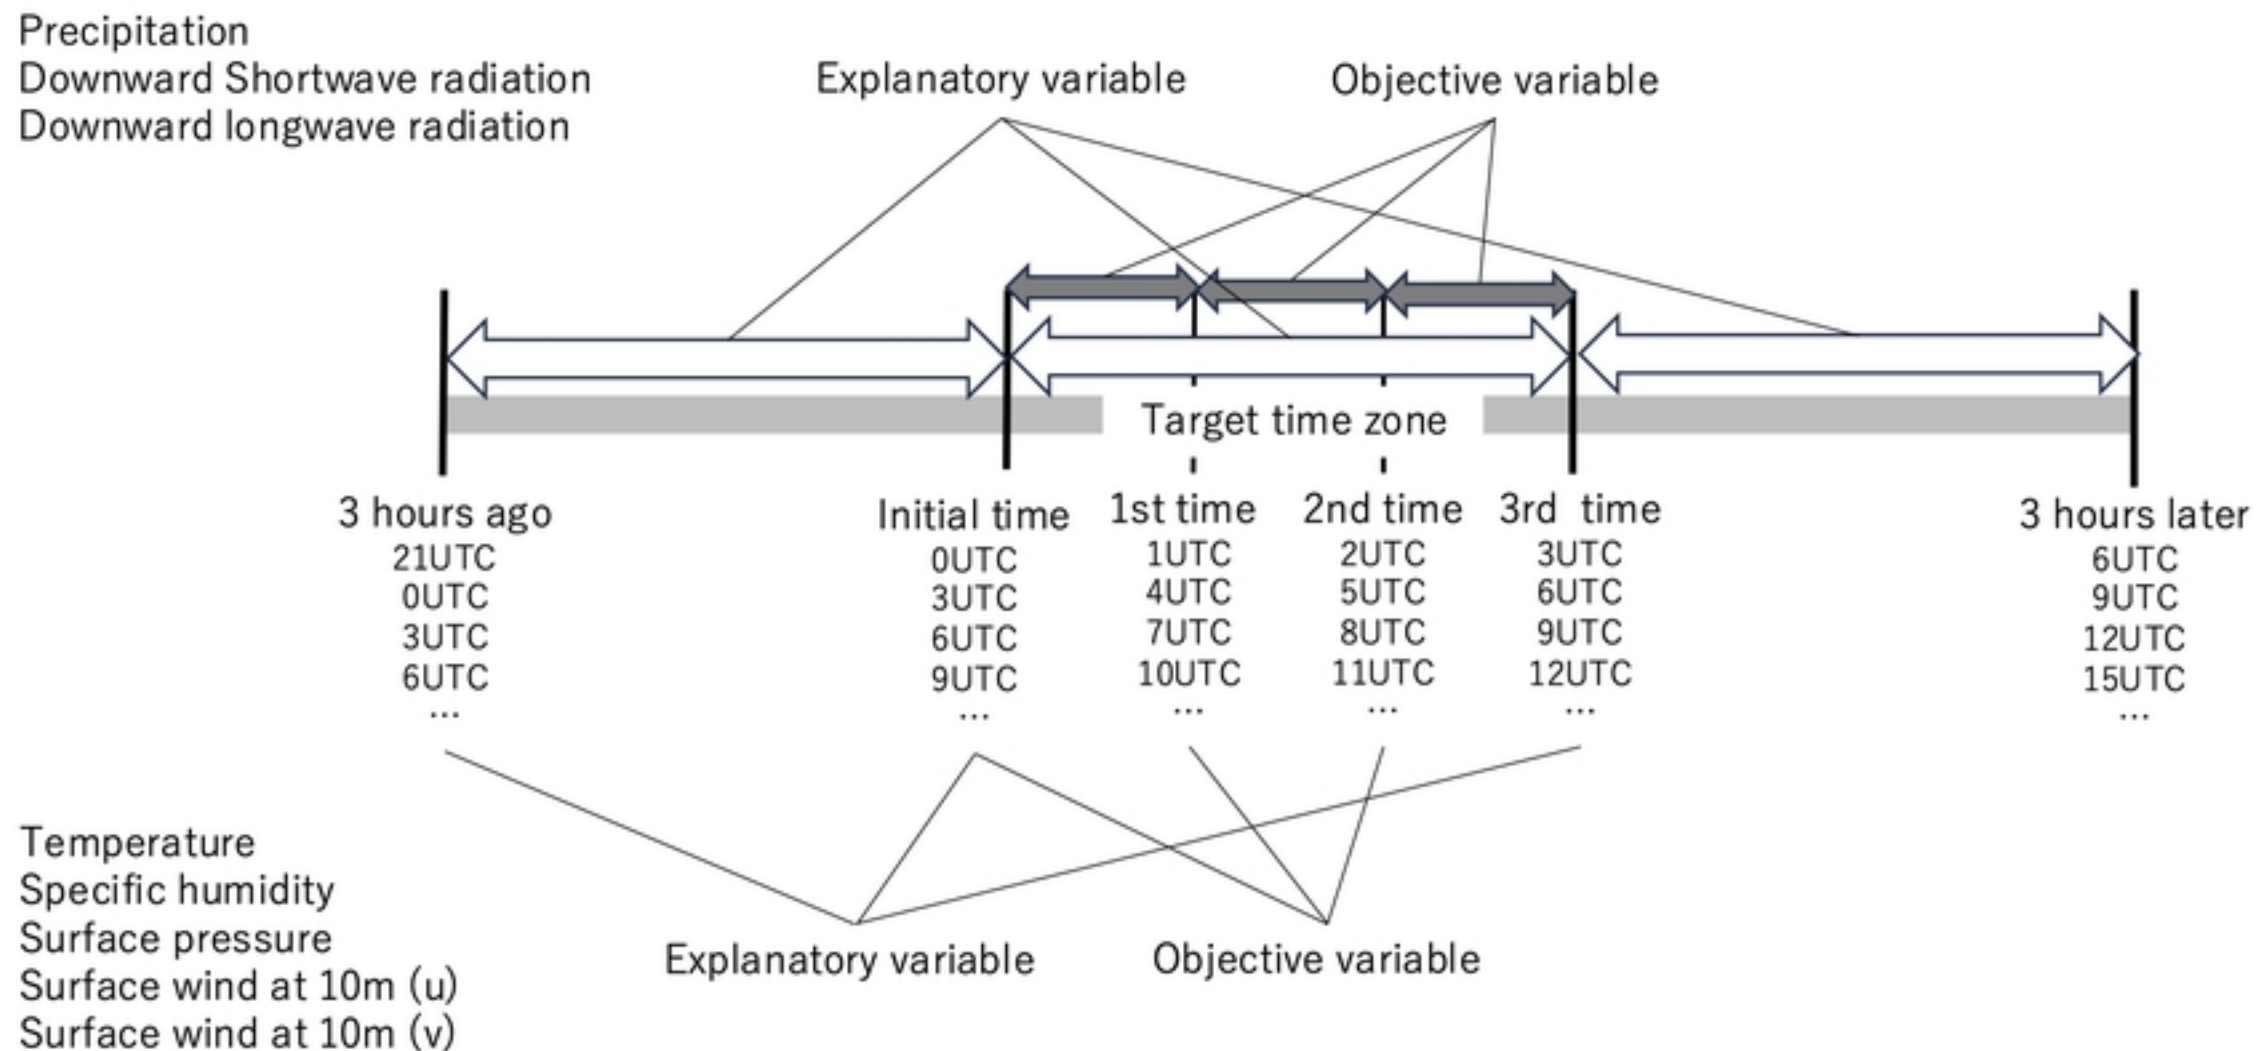 Precipitation
Downward Shortwave radiation
Downward longwave radiation
Explanatory variable
Objective variable
Target time zone
3 hours ago
21UTC
0UTC
3UTC
6UTC
...
Initial time
0UTC
3UTC
6UTC
9UTC
...
1st time
1UTC
4UTC
7UTC
10UTC
...
2nd time
2UTC
5UTC
8UTC
11UTC
...
3rd time
3UTC
6UTC
9UTC
12UTC
...
3 hours later
6UTC
9UTC
12UTC
15UTC
...
Temperature
Specific humidity
Surface pressure
Surface wind at 10m (u)
Surface wind at 10m (v)
Explanatory variable
Objective variable